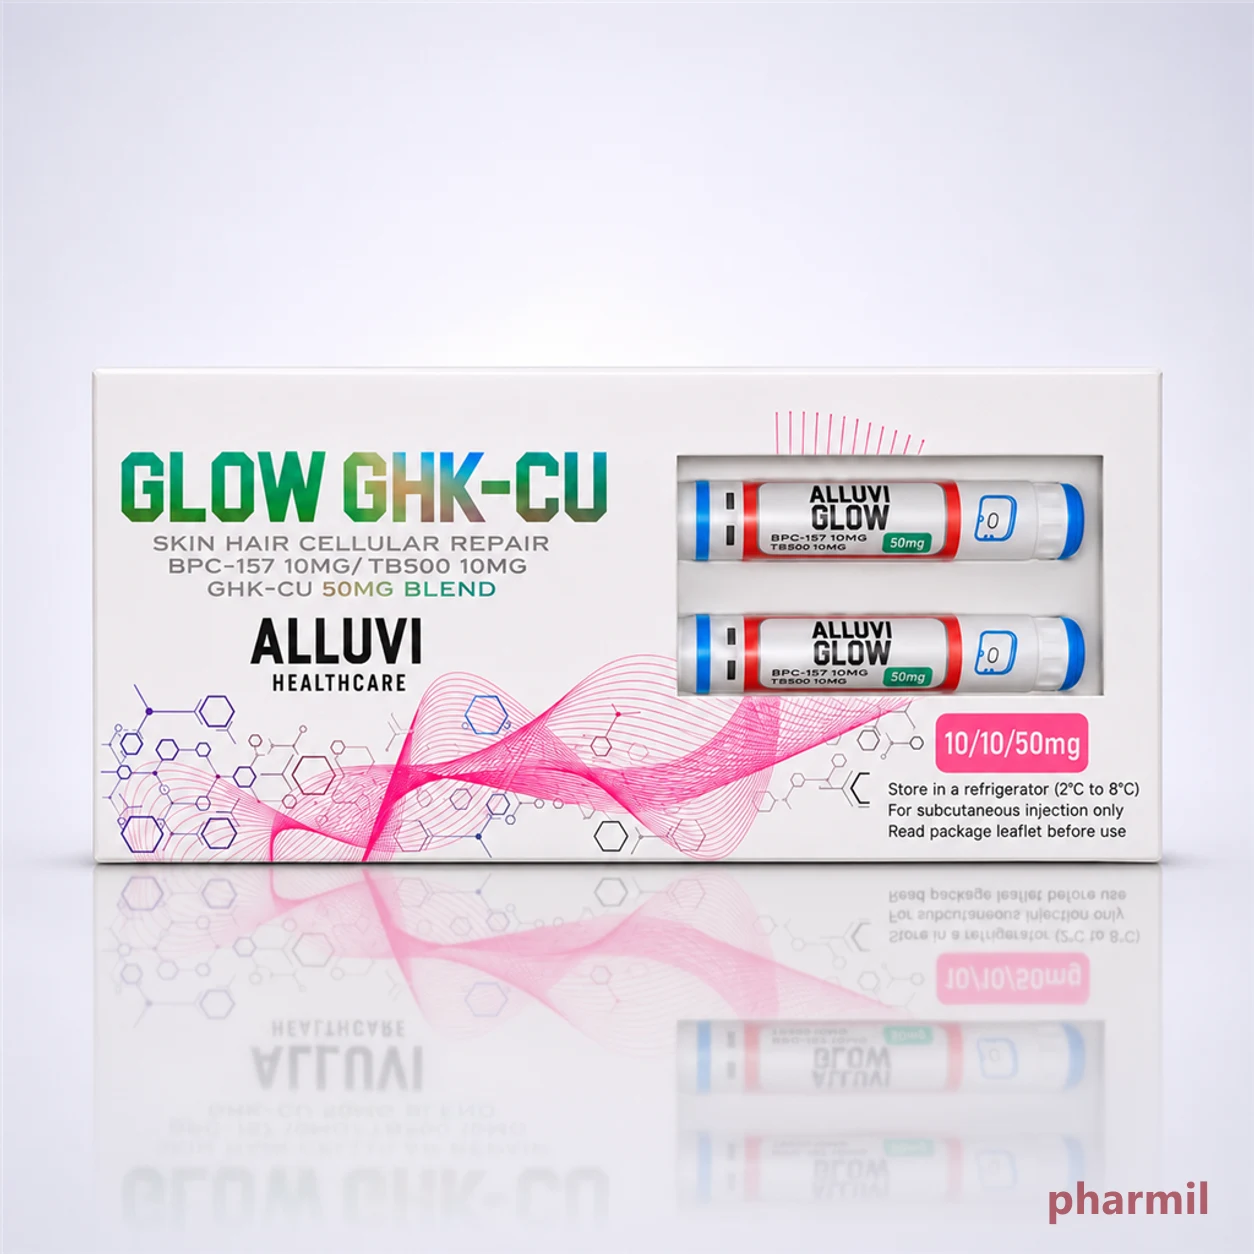 GLOW GHK-CU
SKIN HAIR CELLULAR REPAIR
BPC-157 10MG/ TB500 10MG
GHK-CU 50MG BLEND
ALLUVI
HEALTHCARE
ALLUVI
GLOW
BPC-157 10MG
TB500 10MG
50mg
0
ALLUVI
GLOW
BPC-157 10MG
TB500 10MG
50mg
0
10/10/50mg
Store in a refrigerator (2°C to 8°C)
For subcutaneous injection only
Read package leaflet before use
pharmil